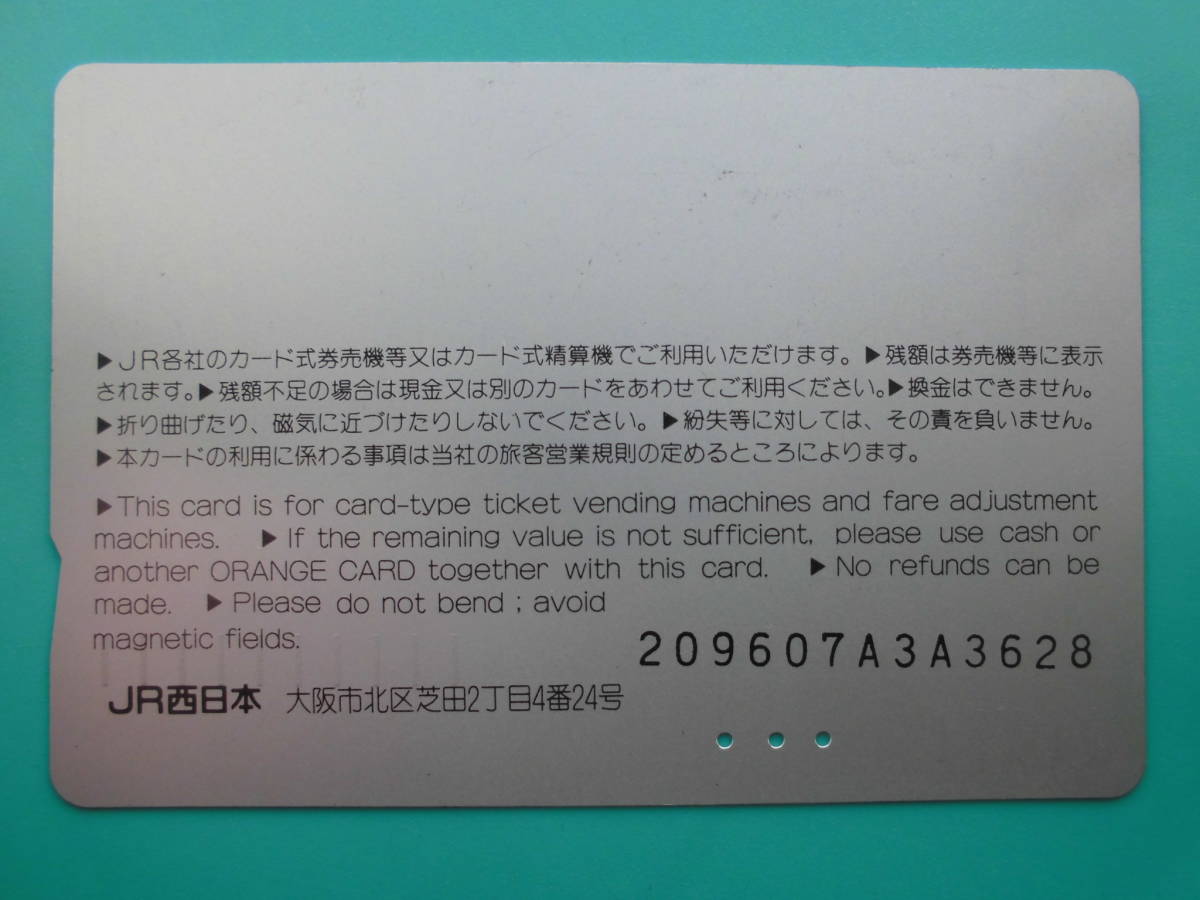 ▶JR各社のカード式券売機等又はカード式精算機でご利用いただけます。▶残額は券売機等に表示
されます。▶残額不足の場合は現金又は別のカードをあわせてご利用ください。▶換金はできません。
▶折り曲げたり、磁気に近づけたりしないでください。▶紛失等に対しては、その責を負いません。
▶本カードの利用に係わる事項は当社の旅客営業規則の定めるところによります。
▶This card is for card-type ticket vending machines and fare adjustment
machines. ▶If the remaining value is not sufficient, please use cash or
another ORANGE CARD together with this card. ▶No refunds can be
made. ▶Please do not bend ; avoid
magnetic fields.
209607A3A3628
JR西日本 大阪市北区芝田2丁目4番24号